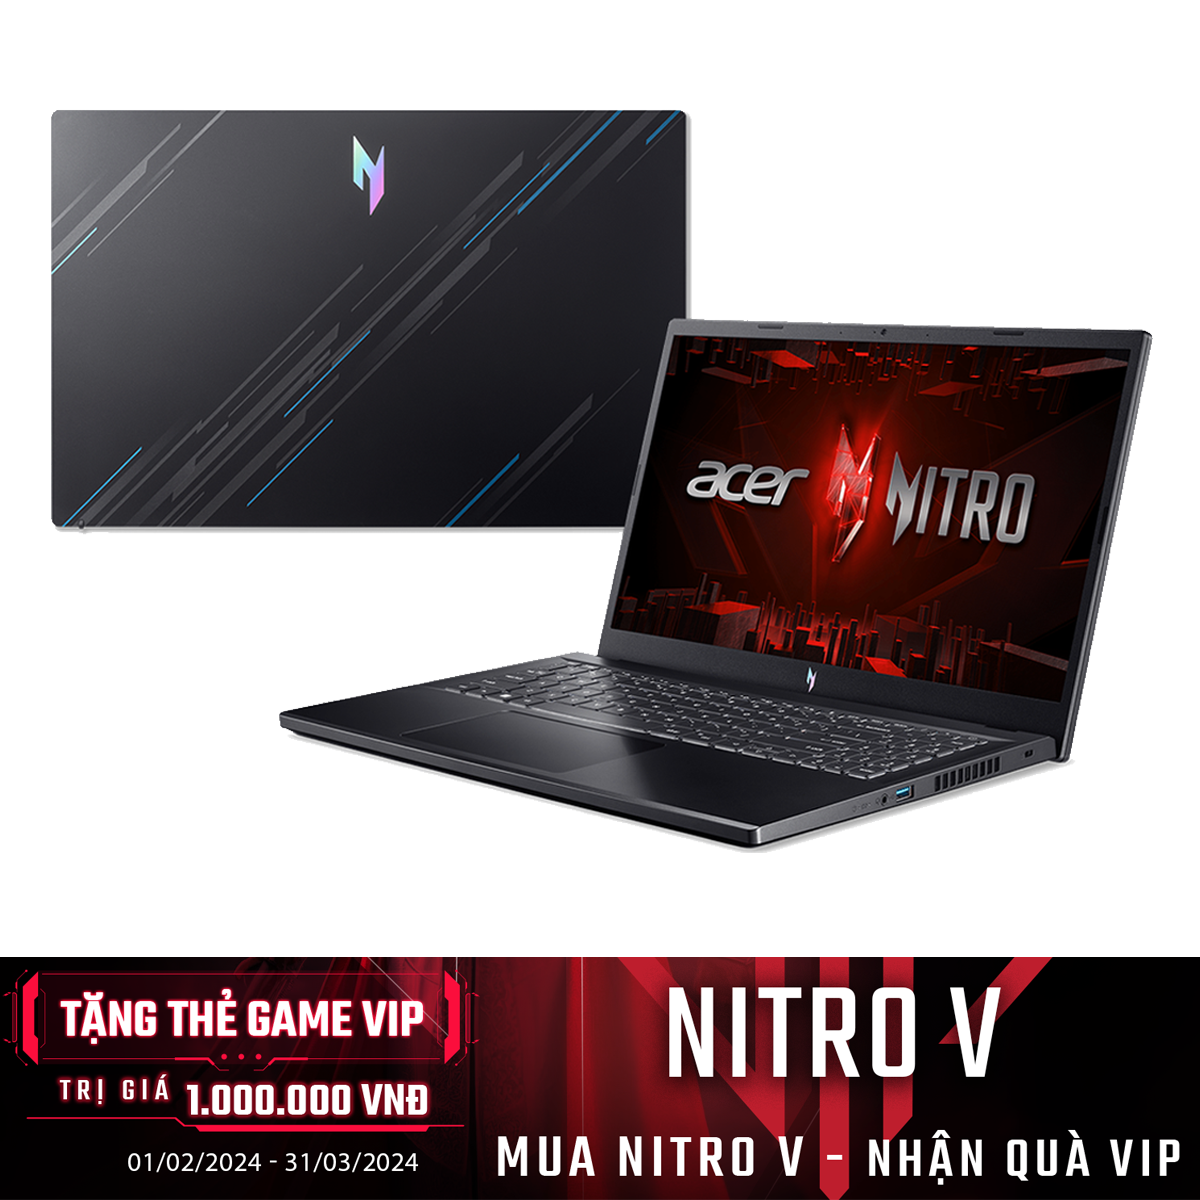 acer NITRO
TẶNG THẺ GAME VIP
TRỊ GIÁ 1.000.000 VNĐ
01/02/2024 - 31/03/2024
NITRO V
MUA NITRO V - NHẬN QUÀ VIP